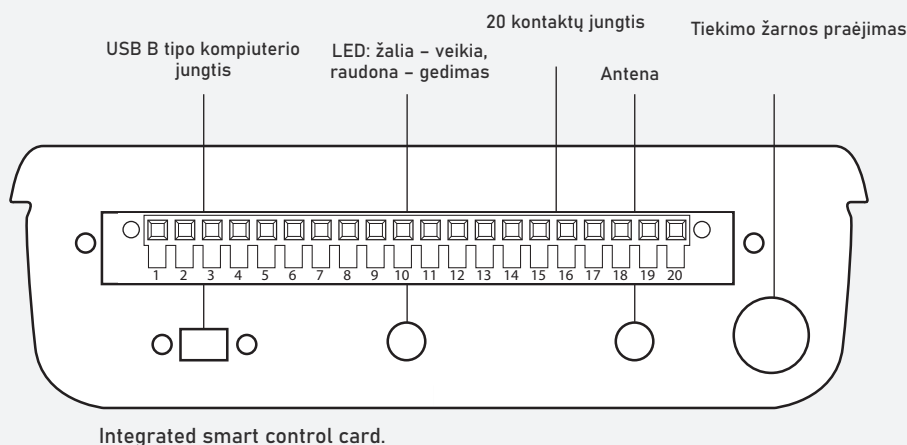 20 kontaktų jungtis
Tiekimo žarnos praėjimas
USB B tipo kompiuterio
jungtis
LED: žalia – veikia,
raudona – gedimas
Antena
1 2 3 4 5 6 7 8 9 10 11 12 13 14 15 16 17 18 19 20
Integrated smart control card.